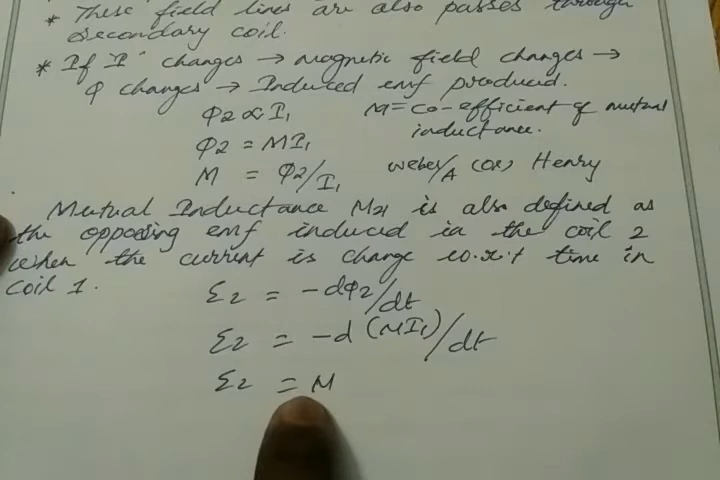 * These field lines are also passes through
secondary coil.
* If "I" changes → magnetic field changes →
φ changes → Induced emf produced.
φ2 ∝ I1 M = co-efficient of mutual
inductance.
φ2 = MI1
M = φ2/I1 weber/A (or) Henry
Mutual Inductance M21 is also defined as
the opposing emf induced in the coil 2
when the current is change w.r.t time in
coil 1.
Σ2 = -dφ2/dt
Σ2 = -d(MI1)/dt
Σ2 = M